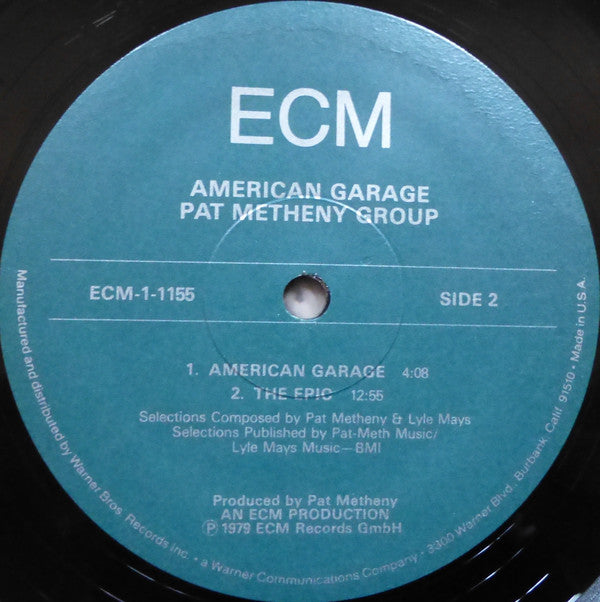 ECM
AMERICAN GARAGE
PAT METHENY GROUP
ECM-1-1155
SIDE 2
1. AMERICAN GARAGE 4:08
2. THE EPIC 12:55
Selections Composed by Pat Metheny & Lyle Mays
Selections Published by Pat-Meth Music/
Lyle Mays Music—BMI
Produced by Pat Metheny
AN ECM PRODUCTION
Ⓟ 1979 ECM Records GmbH
Manufactured and distributed by Warner Bros. Records Inc. • a Warner Communications Company • 3300 Warner Blvd., Burbank, Calif. 91510 • Made in U.S.A.